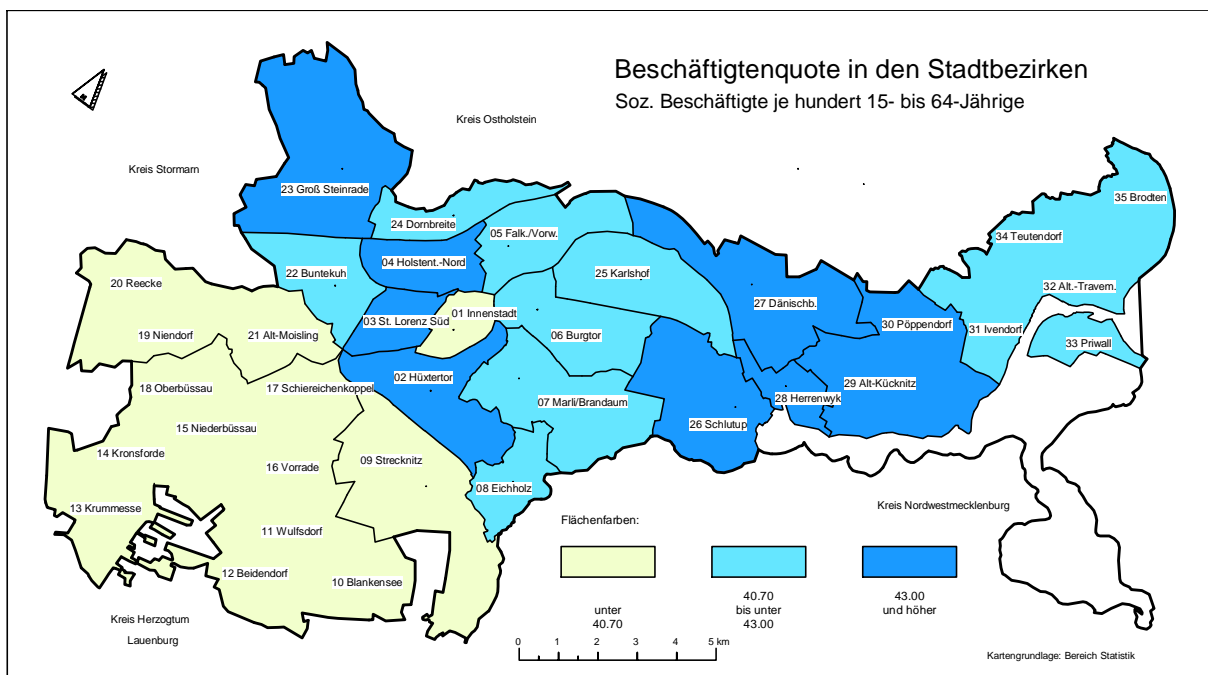 Beschäftigtenquote in den Stadtbezirken
Soz. Beschäftigte je hundert 15- bis 64-Jährige
Kreis Ostholstein
Kreis Stormarn
23 Groß Steinrade
35 Brodten
24 Dornbreite
05 Falk./Vorw.
34 Teutendorf
04 Holstent.-Nord
22 Buntekuh
25 Karlshof
20 Reecke
32 Alt.-Travem.
27 Dänischb.
01 Innenstadt
03 St. Lorenz Süd
30 Pöppendorf
31 Ivendorf
19 Niendorf
21 Alt-Moisling
06 Burgtor
33 Priwall
02 Hüxtertor
29 Alt-Kücknitz
18 Oberbüssau
17 Schiereichenkoppel
28 Herrenwyk
07 Marli/Brandaum
26 Schlutup
15 Niederbüssau
14 Kronsforde
09 Strecknitz
16 Vorrade
08 Eichholz
13 Krummesse
Kreis Nordwestmecklenburg
Flächenfarben:
11 Wulfsdorf
12 Beidendorf
10 Blankensee
unter
40.70
40.70
bis unter
43.00
43.00
und höher
Kreis Herzogtum
Lauenburg
0 1 2 3 4 5 km
Kartengrundlage: Bereich Statistik